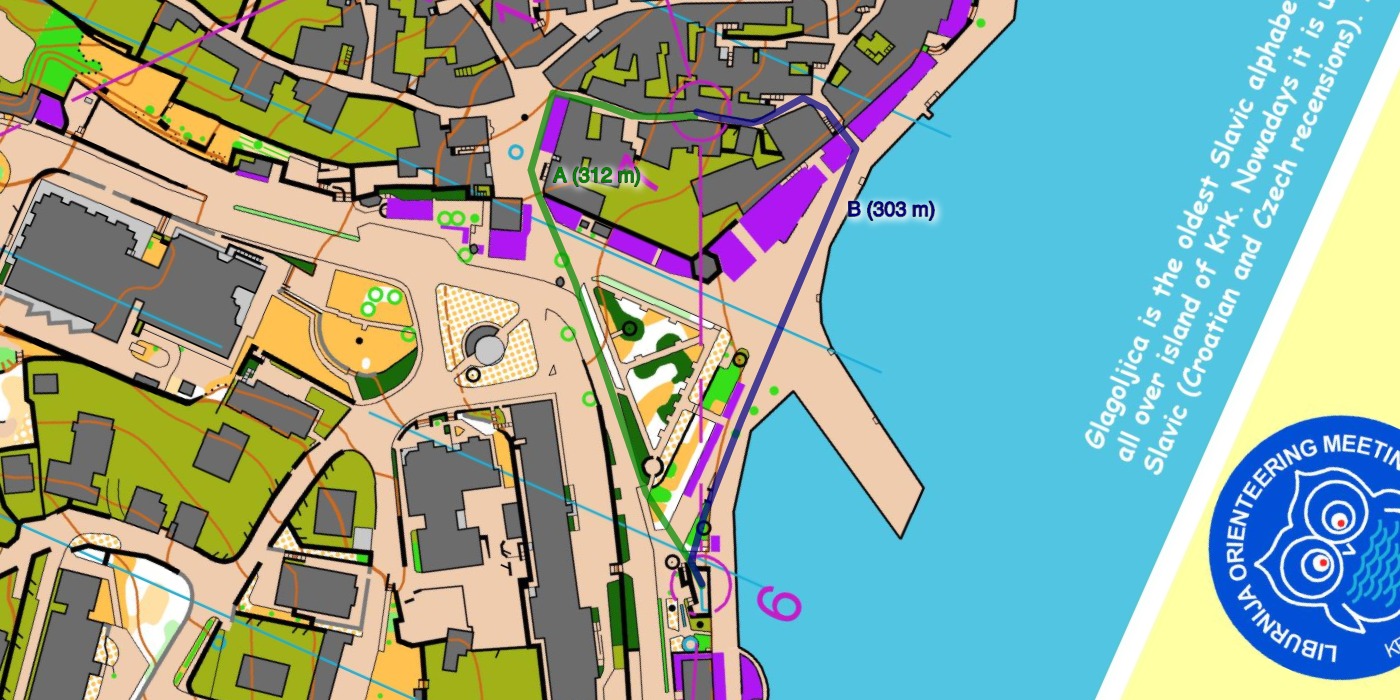 Glagoljica is the oldest Slavic alphabe
all over island of Krk. Nowadays it is u
Slavic (Croatian and Czech recensions).
A (312 m)
B (303 m)
6
LIBURNIJA ORIENTEERING MEETIN